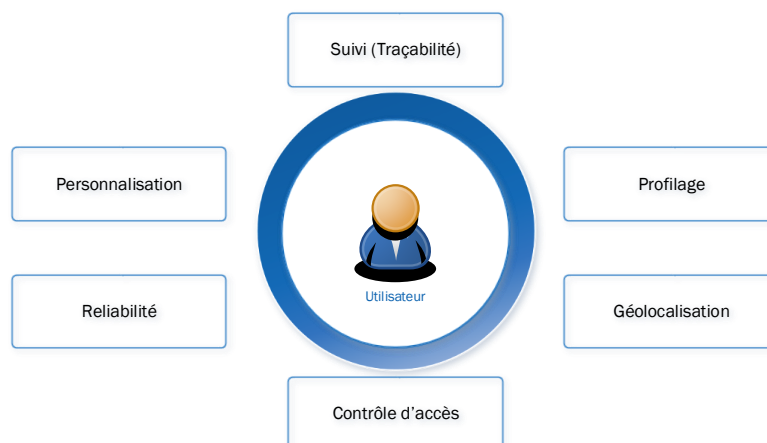 Suivi (Traçabilité)
Personnalisation
Profilage
Utilisateur
Reliabilité
Géolocalisation
Contrôle d’accès